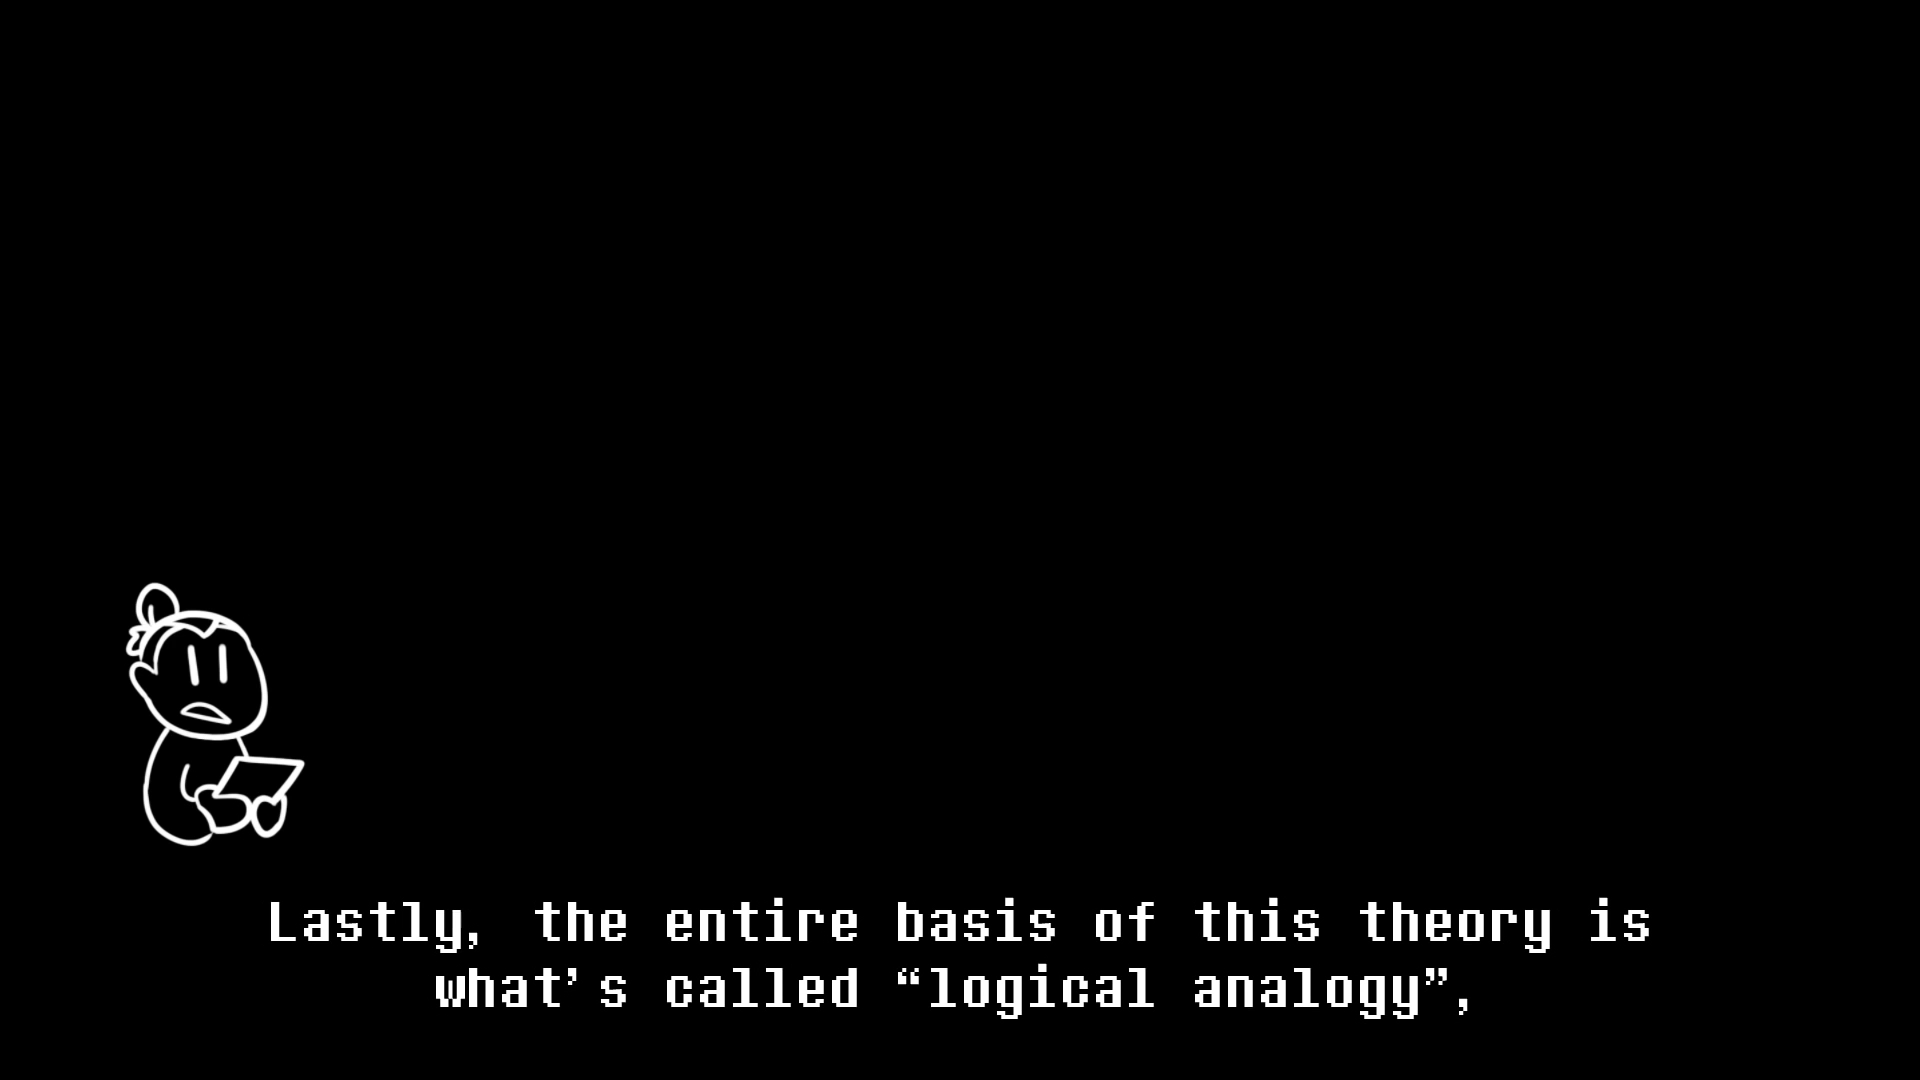 Lastly, the entire basis of this theory is
what's called “logical analogy”,